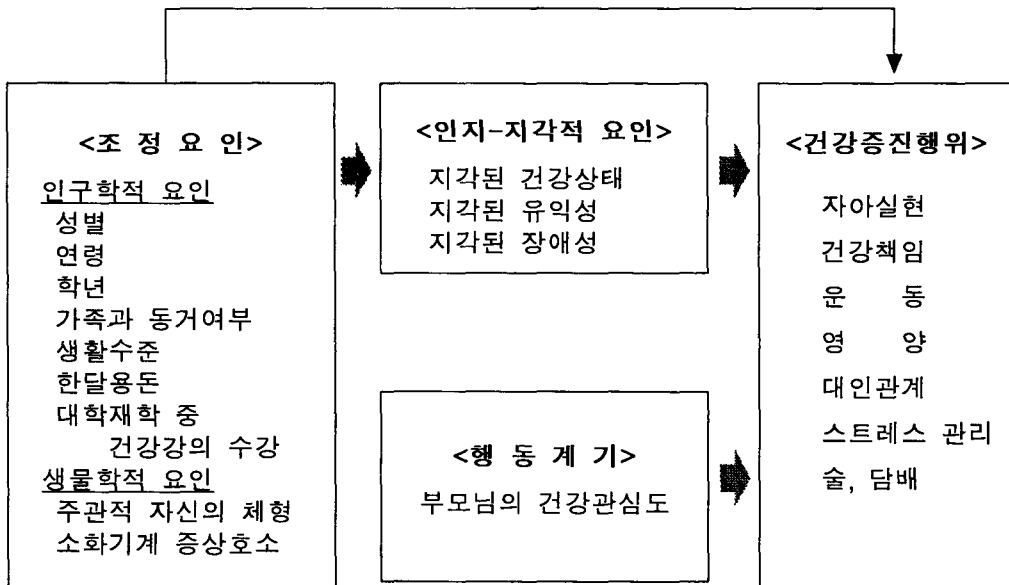 <조 정 요 인>
인구학적 요인
성별
연령
학년
가족과 동거여부
생활수준
한달용돈
대학재학 중
건강강의 수강
생물학적 요인
주관적 자신의 체형
소화기계 증상호소
<인지-지각적 요인>
지각된 건강상태
지각된 유익성
지각된 장애성
<행 동 계 기>
부모님의 건강관심도
<건강증진행위>
자아실현
건강책임
운 동
영 양
대인관계
스트레스 관리
술, 담배